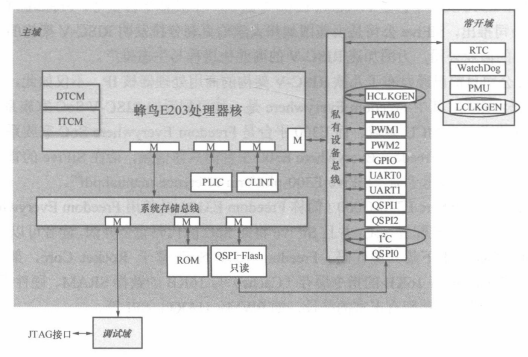 主域
常开域
RTC
WatchDog
PMU
LCLKGEN
DTCM
ITCM
蜂鸟E203处理器核
M
M
M
M
PLIC
CLINT
私有设备总线
HCLKGEN
PWM0
PWM1
PWM2
GPIO
UART0
UART1
QSPI1
QSPI2
I²C
QSPI0
系统存储总线
M
M
M
ROM
QSPI-Flash
只读
JTAG接口
调试域